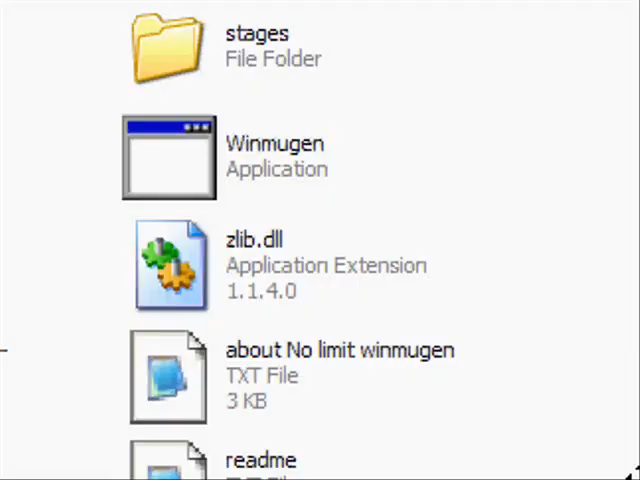 stages
File Folder
Winmugen
Application
zlib.dll
Application Extension
1.1.4.0
about No limit winmugen
TXT File
3 KB
readme